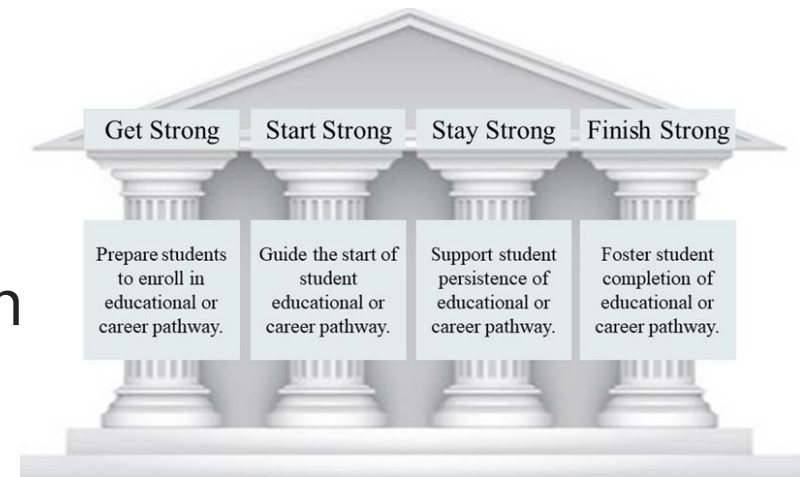 Get Strong
Start Strong
Stay Strong
Finish Strong
Prepare students
to enroll in
educational or
career pathway.
Guide the start of
student
educational or
career pathway.
Support student
persistence of
educational or
career pathway.
Foster student
completion of
educational or
career pathway.
n